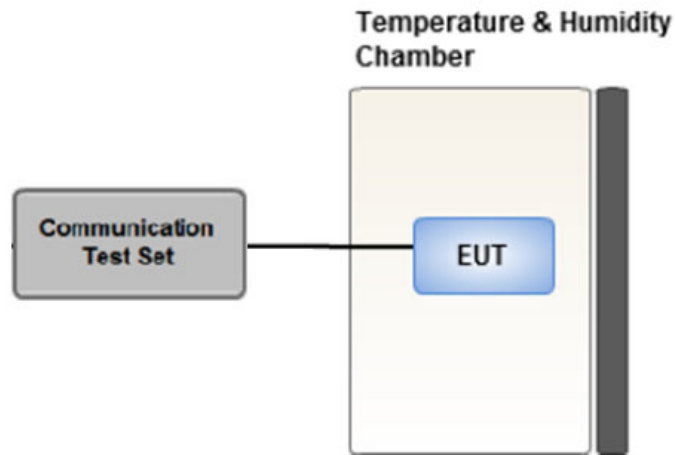 Temperature & Humidity
Chamber
Communication
Test Set
EUT